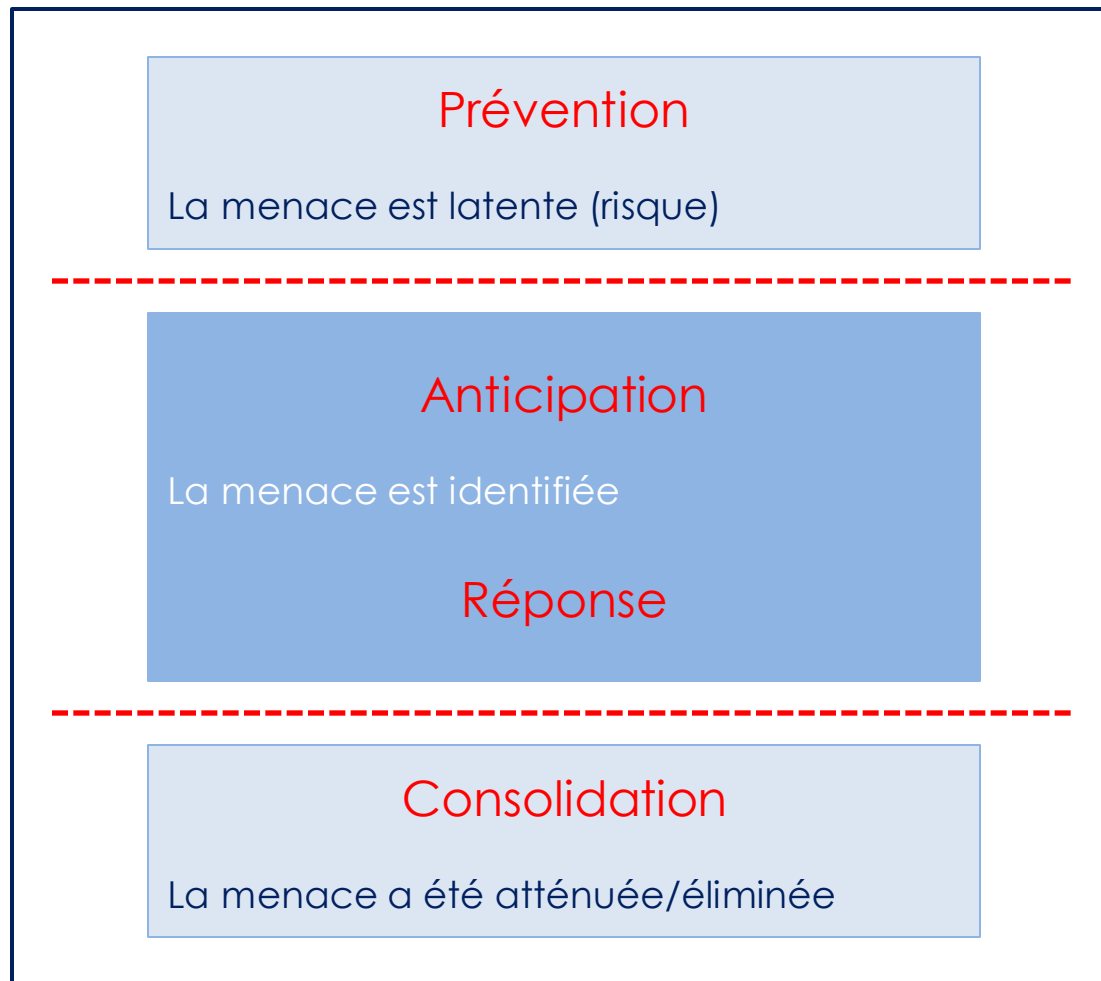 Prévention
La menace est latente (risque)
Anticipation
La menace est identifiée
Réponse
Consolidation
La menace a été atténuée/éliminée